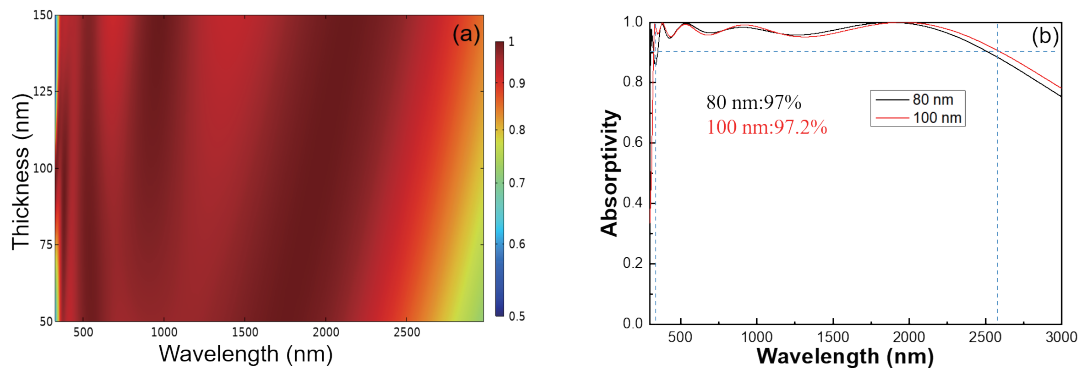 (a)
150
125
100
75
50
500
1000
1500
2000
2500
Thickness (nm)
Wavelength (nm)
1
0.9
0.8
0.7
0.6
0.5
(b)
1.0
0.8
0.6
0.4
0.2
0.0
500
1000
1500
2000
2500
3000
Absorptivity
Wavelength (nm)
80 nm:97%
100 nm:97.2%
80 nm
100 nm